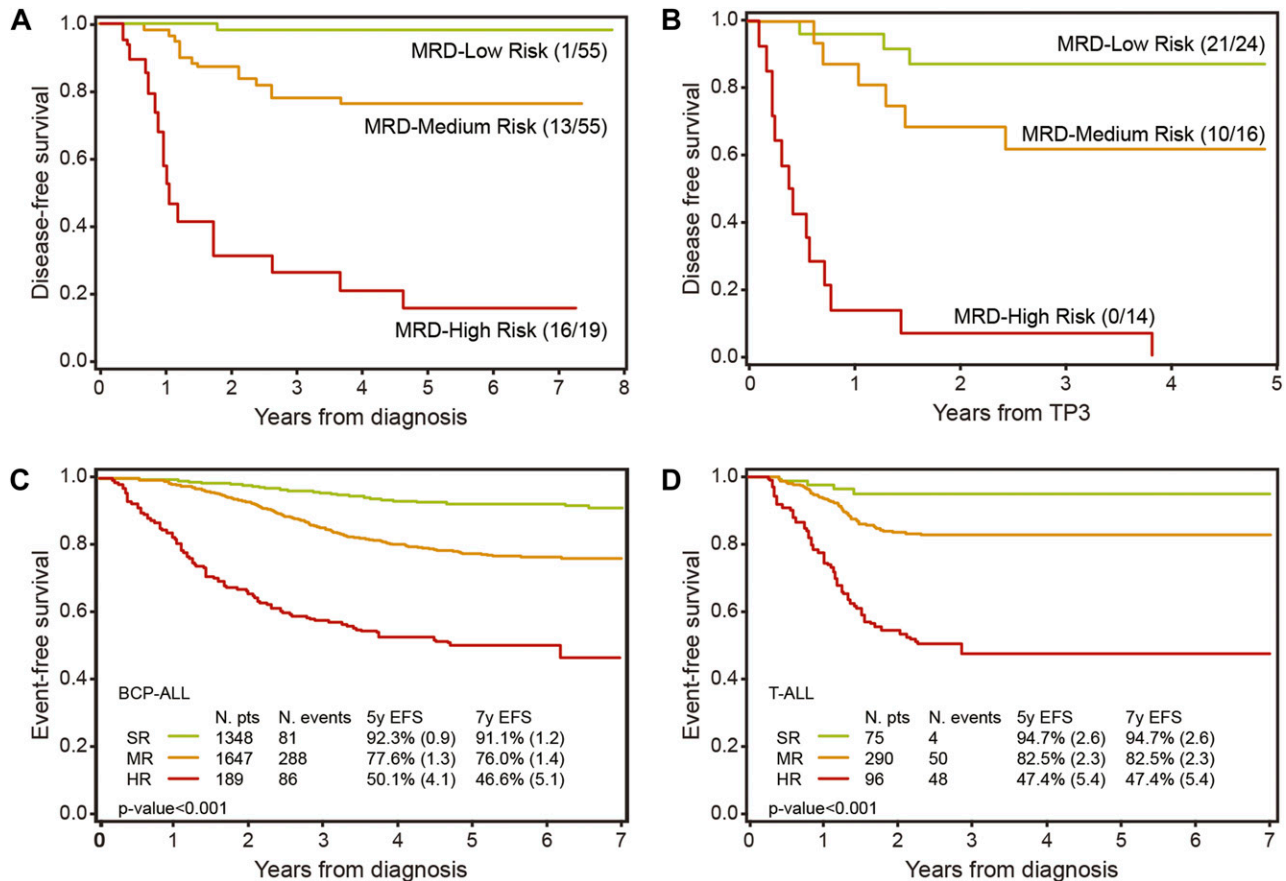 A
Disease-free survival
1.0
0.8
0.6
0.4
0.2
0.0
MRD-Low Risk (1/55)
MRD-Medium Risk (13/55)
MRD-High Risk (16/19)
0 1 2 3 4 5 6 7 8
Years from diagnosis
B
Disease free survival
1.0
0.8
0.6
0.4
0.2
0.0
MRD-Low Risk (21/24)
MRD-Medium Risk (10/16)
MRD-High Risk (0/14)
0 1 2 3 4 5
Years from TP3
C
Event-free survival
1.0
0.8
0.6
0.4
0.2
0.0
BCP-ALL
N. pts N. events 5y EFS 7y EFS
SR 1348 81 92.3% (0.9) 91.1% (1.2)
MR 1647 288 77.6% (1.3) 76.0% (1.4)
HR 189 86 50.1% (4.1) 46.6% (5.1)
p-value<0.001
0 1 2 3 4 5 6 7
Years from diagnosis
D
Event-free survival
1.0
0.8
0.6
0.4
0.2
0.0
T-ALL
N. pts N. events 5y EFS 7y EFS
SR 75 4 94.7% (2.6) 94.7% (2.6)
MR 290 50 82.5% (2.3) 82.5% (2.3)
HR 96 48 47.4% (5.4) 47.4% (5.4)
p-value<0.001
0 1 2 3 4 5 6 7
Years from diagnosis